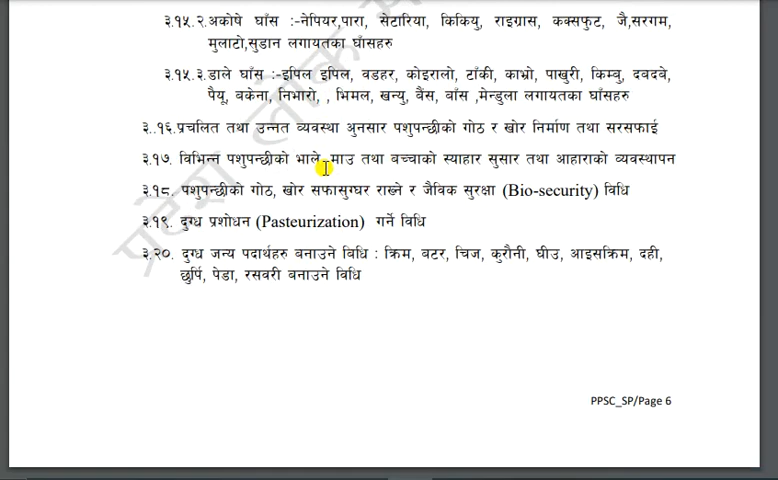 ३.१५.२.अकोषे घाँस :-नेपियर,पारा, सेटारिया, किकियु, राइग्रास, कक्सफुट, जै,सरगम,
मुलाटो,सुडान लगायतका घाँसहरु
३.१५.३.डाले घाँस :-इपिल इपिल, बडहर, कोइरालो, टाँकी, काभ्रो, पाखुरी, किम्बु, दबदबे,
पैयू, बकेना, निभारो, , भिमल, खन्यु, बैंस, बाँस ,मेन्डुला लगायतका घाँसहरु
३..१६.प्रचलित तथा उन्नत व्यवस्था अुनसार पशुपन्छीको गोठ र खोर निर्माण तथा सरसफाई
३.१७. विभिन्न पशुपन्छीको भाले माउ तथा बच्चाको स्याहार सुसार तथा आहाराको व्यवस्थापन
३.१८. पशुपन्छीको गोठ, खोर सफासुग्घर राख्ने र जैविक सुरक्षा (Bio-security) विधि
३.१९. दुग्ध प्रशोधन (Pasteurization) गर्ने विधि
३.२०. दुग्ध जन्य पदार्थहरु बनाउने विधि : क्रिम, बटर, चिज, कुरौनी, घीउ, आइसक्रिम, दही,
छुर्पि, पेडा, रसवरी बनाउने विधि
प्रदेश लोक
PPSC_SP/Page 6